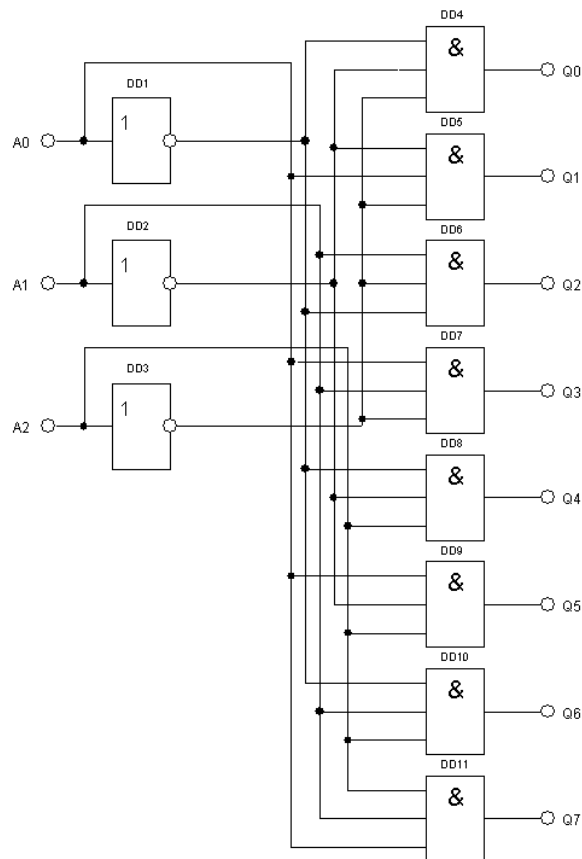 DD4
&
Q0
DD1
1
A0
DD5
&
Q1
DD2
1
A1
DD6
&
Q2
DD3
1
A2
DD7
&
Q3
DD8
&
Q4
DD9
&
Q5
DD10
&
Q6
DD11
&
Q7